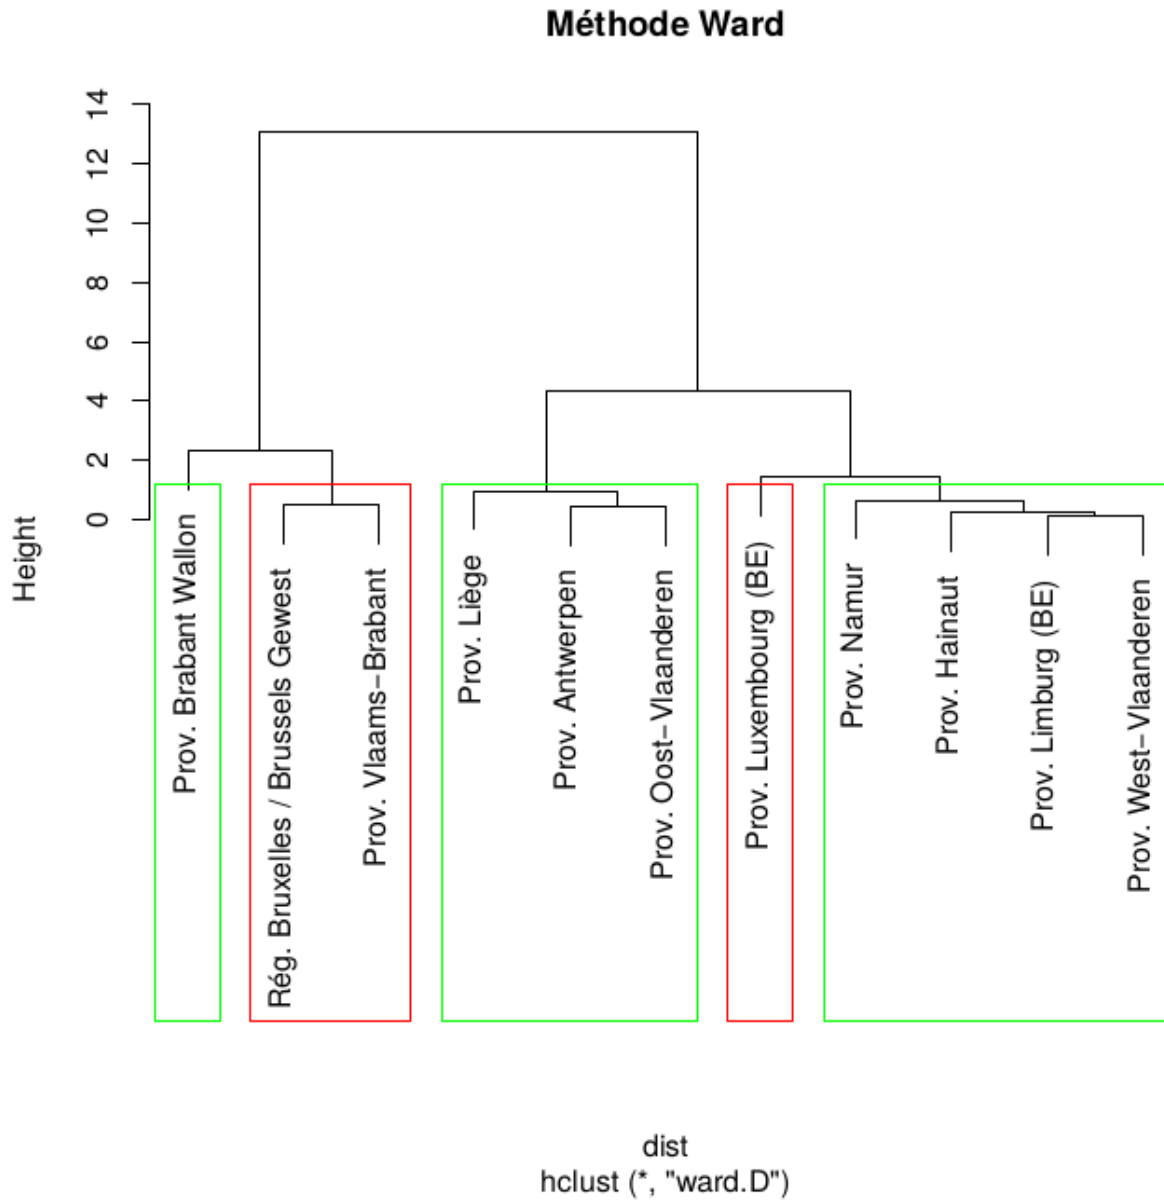 Méthode Ward
Height
14
12
10
8
6
4
2
0
Prov. Brabant Wallon
Rég. Bruxelles / Brussels Gewest
Prov. Vlaams-Brabant
Prov. Liège
Prov. Antwerpen
Prov. Oost-Vlaanderen
Prov. Luxembourg (BE)
Prov. Namur
Prov. Hainaut
Prov. Limburg (BE)
Prov. West-Vlaanderen
dist
hclust (*, "ward.D")